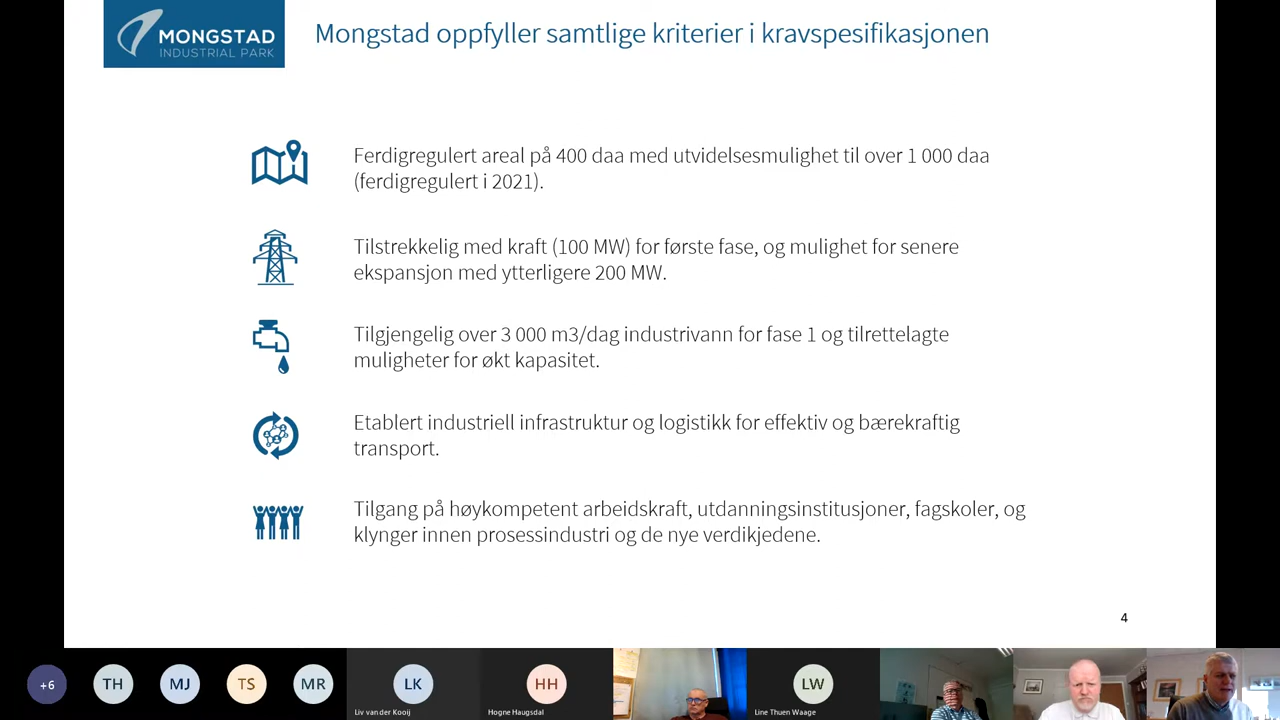 MONGSTAD
INDUSTRIAL PARK
Mongstad oppfyller samtlige kriterier i kravspesifikasjonen
Ferdigregulert areal på 400 daa med utvidelsesmulighet til over 1 000 daa
(ferdigregulert i 2021).
Tilstrekkelig med kraft (100 MW) for første fase, og mulighet for senere
ekspansjon med ytterligere 200 MW.
Tilgjengelig over 3 000 m3/dag industrivann for fase 1 og tilrettelagte
muligheter for økt kapasitet.
Etablert industriell infrastruktur og logistikk for effektiv og bærekraftig
transport.
Tilgang på høykompetent arbeidskraft, utdanningsinstitusjoner, fagskoler, og
klynger innen prosessindustri og de nye verdikjedene.
4
+6 TH MJ TS MR LK HH LW
Liv van der Kooij Hogne Haugsdal Line Thuen Waage